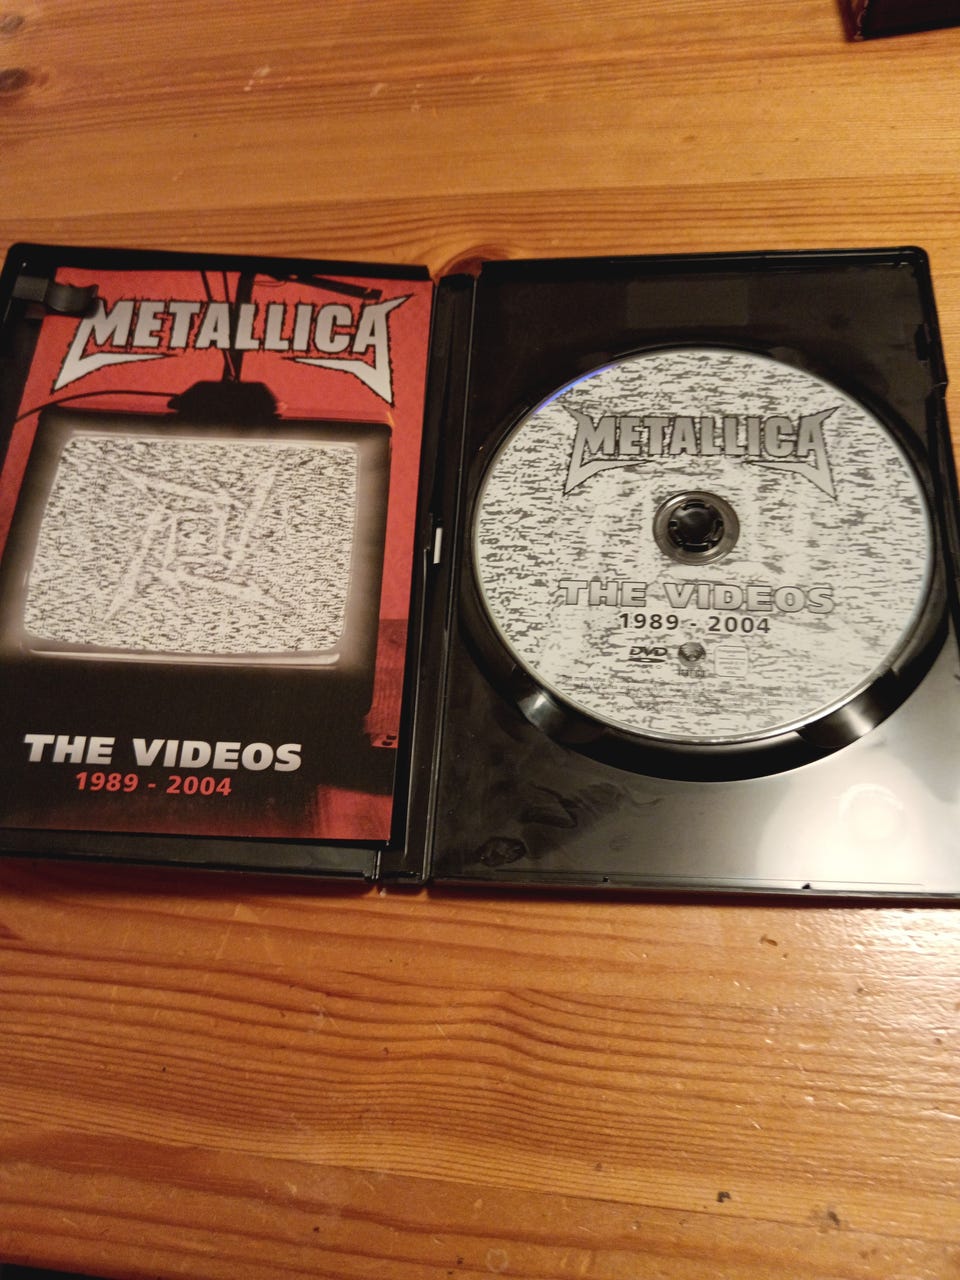 METALLICA
THE VIDEOS
1989 - 2004
METALLICA
THE VIDEOS
1989 - 2004
DVD